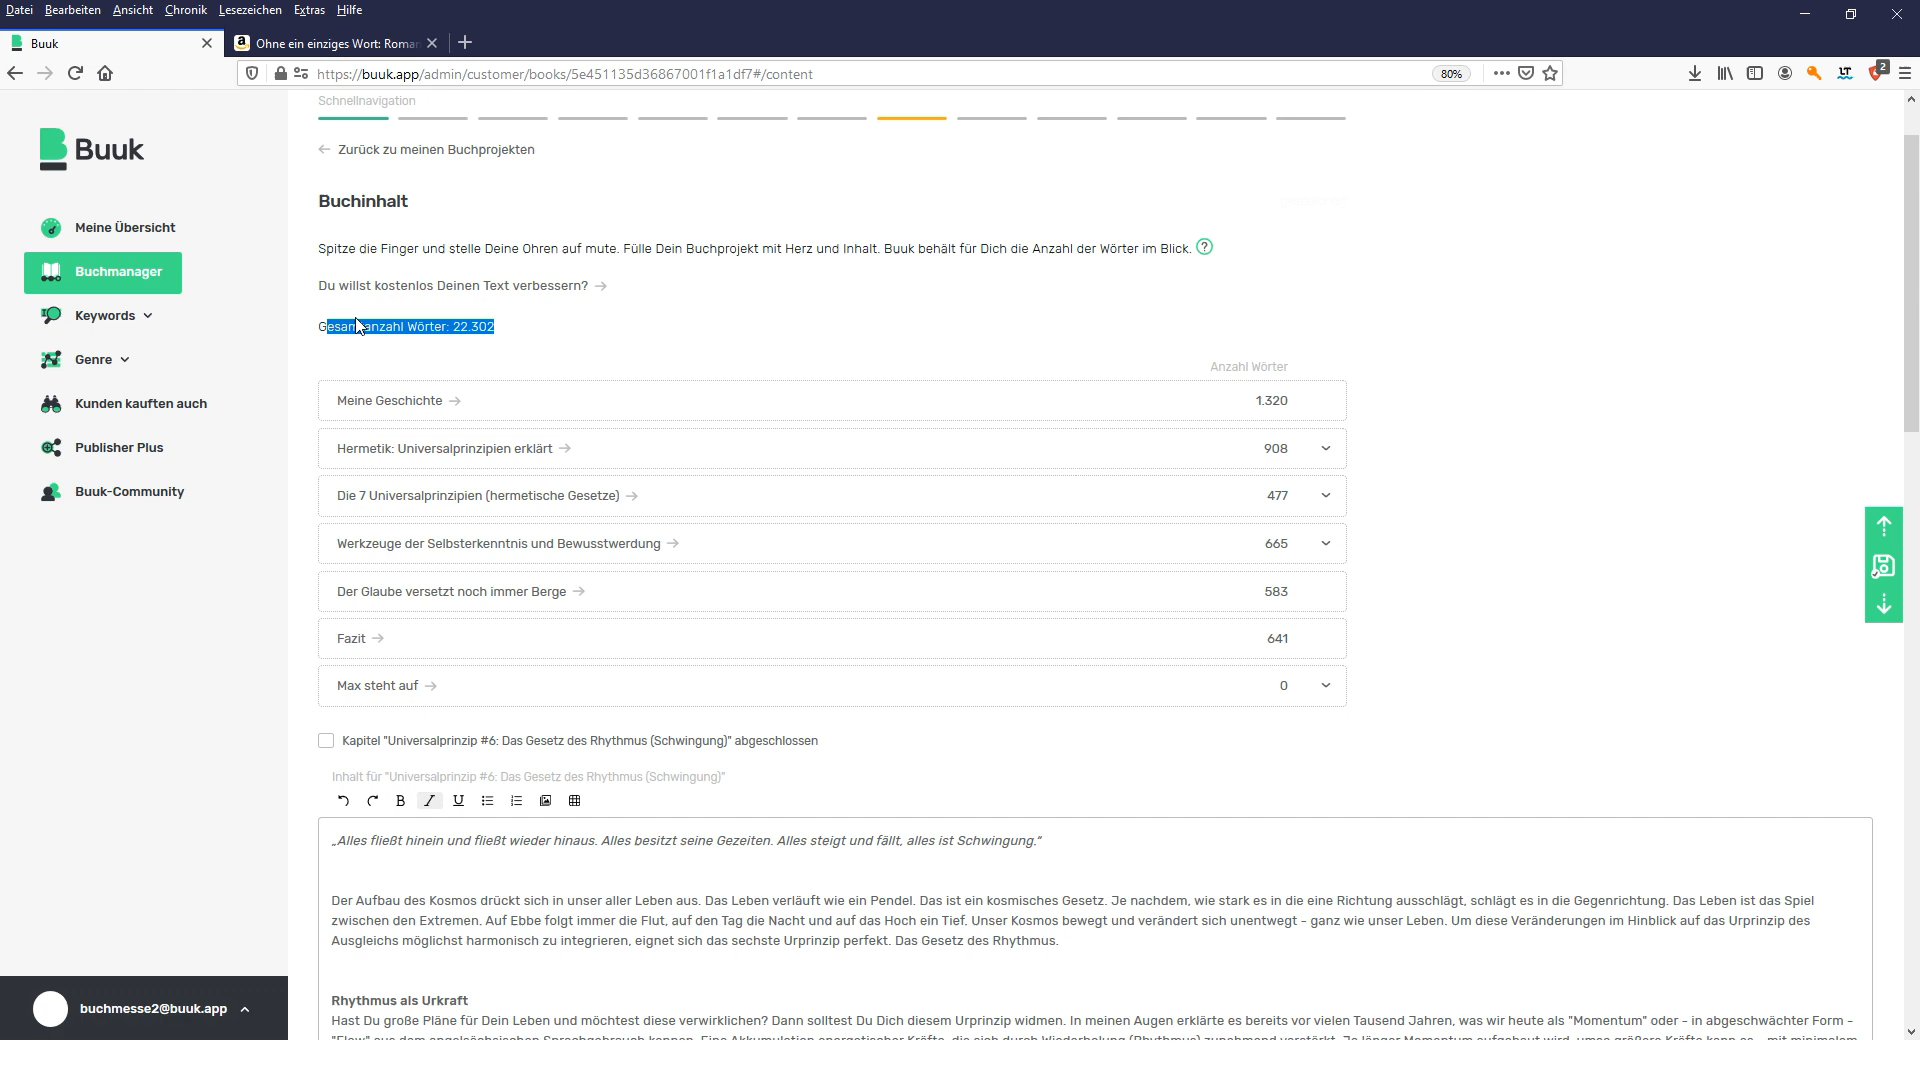 Datei Bearbeiten Ansicht Chronik Lesezeichen Extras Hilfe
Buuk
Ohne ein einziges Wort: Roman
https://buuk.app/admin/customer/books/5e451135d36867001f1a1df7#/content
80%
2
Schnellnavigation
Zurück zu meinen Buchprojekten
Buuk
Meine Übersicht
Buchmanager
Keywords
Genre
Kunden kauften auch
Publisher Plus
Buuk-Community
buchmesse2@buuk.app
Buchinhalt
Spitze die Finger und stelle Deine Ohren auf mute. Fülle Dein Buchprojekt mit Herz und Inhalt. Buuk behält für Dich die Anzahl der Wörter im Blick. ?
Du willst kostenlos Deinen Text verbessern? →
Gesamtanzahl Wörter: 22.302
Anzahl Wörter
Meine Geschichte → 1.320
Hermetik: Universalprinzipien erklärt → 908
Die 7 Universalprinzipien (hermetische Gesetze) → 477
Werkzeuge der Selbsterkenntnis und Bewusstwerdung → 665
Der Glaube versetzt noch immer Berge → 583
Fazit → 641
Max steht auf → 0
Kapitel "Universalprinzip #6: Das Gesetz des Rhythmus (Schwingung)" abgeschlossen
Inhalt für "Universalprinzip #6: Das Gesetz des Rhythmus (Schwingung)"
B I U
„Alles fließt hinein und fließt wieder hinaus. Alles besitzt seine Gezeiten. Alles steigt und fällt, alles ist Schwingung.“
Der Aufbau des Kosmos drückt sich in unser aller Leben aus. Das Leben verläuft wie ein Pendel. Das ist ein kosmisches Gesetz. Je nachdem, wie stark es in die eine Richtung ausschlägt, schlägt es in die Gegenrichtung. Das Leben ist das Spiel
zwischen den Extremen. Auf Ebbe folgt immer die Flut, auf den Tag die Nacht und auf das Hoch ein Tief. Unser Kosmos bewegt und verändert sich unentwegt – ganz wie unser Leben. Um diese Veränderungen im Hinblick auf das Urprinzip des
Ausgleichs möglichst harmonisch zu integrieren, eignet sich das sechste Urprinzip perfekt. Das Gesetz des Rhythmus.
Rhythmus als Urkraft
Hast Du große Pläne für Dein Leben und möchtest diese verwirklichen? Dann solltest Du Dich diesem Urprinzip widmen. In meinen Augen erklärte es bereits vor vielen Tausend Jahren, was wir heute als "Momentum" oder – in abgeschwächter Form –